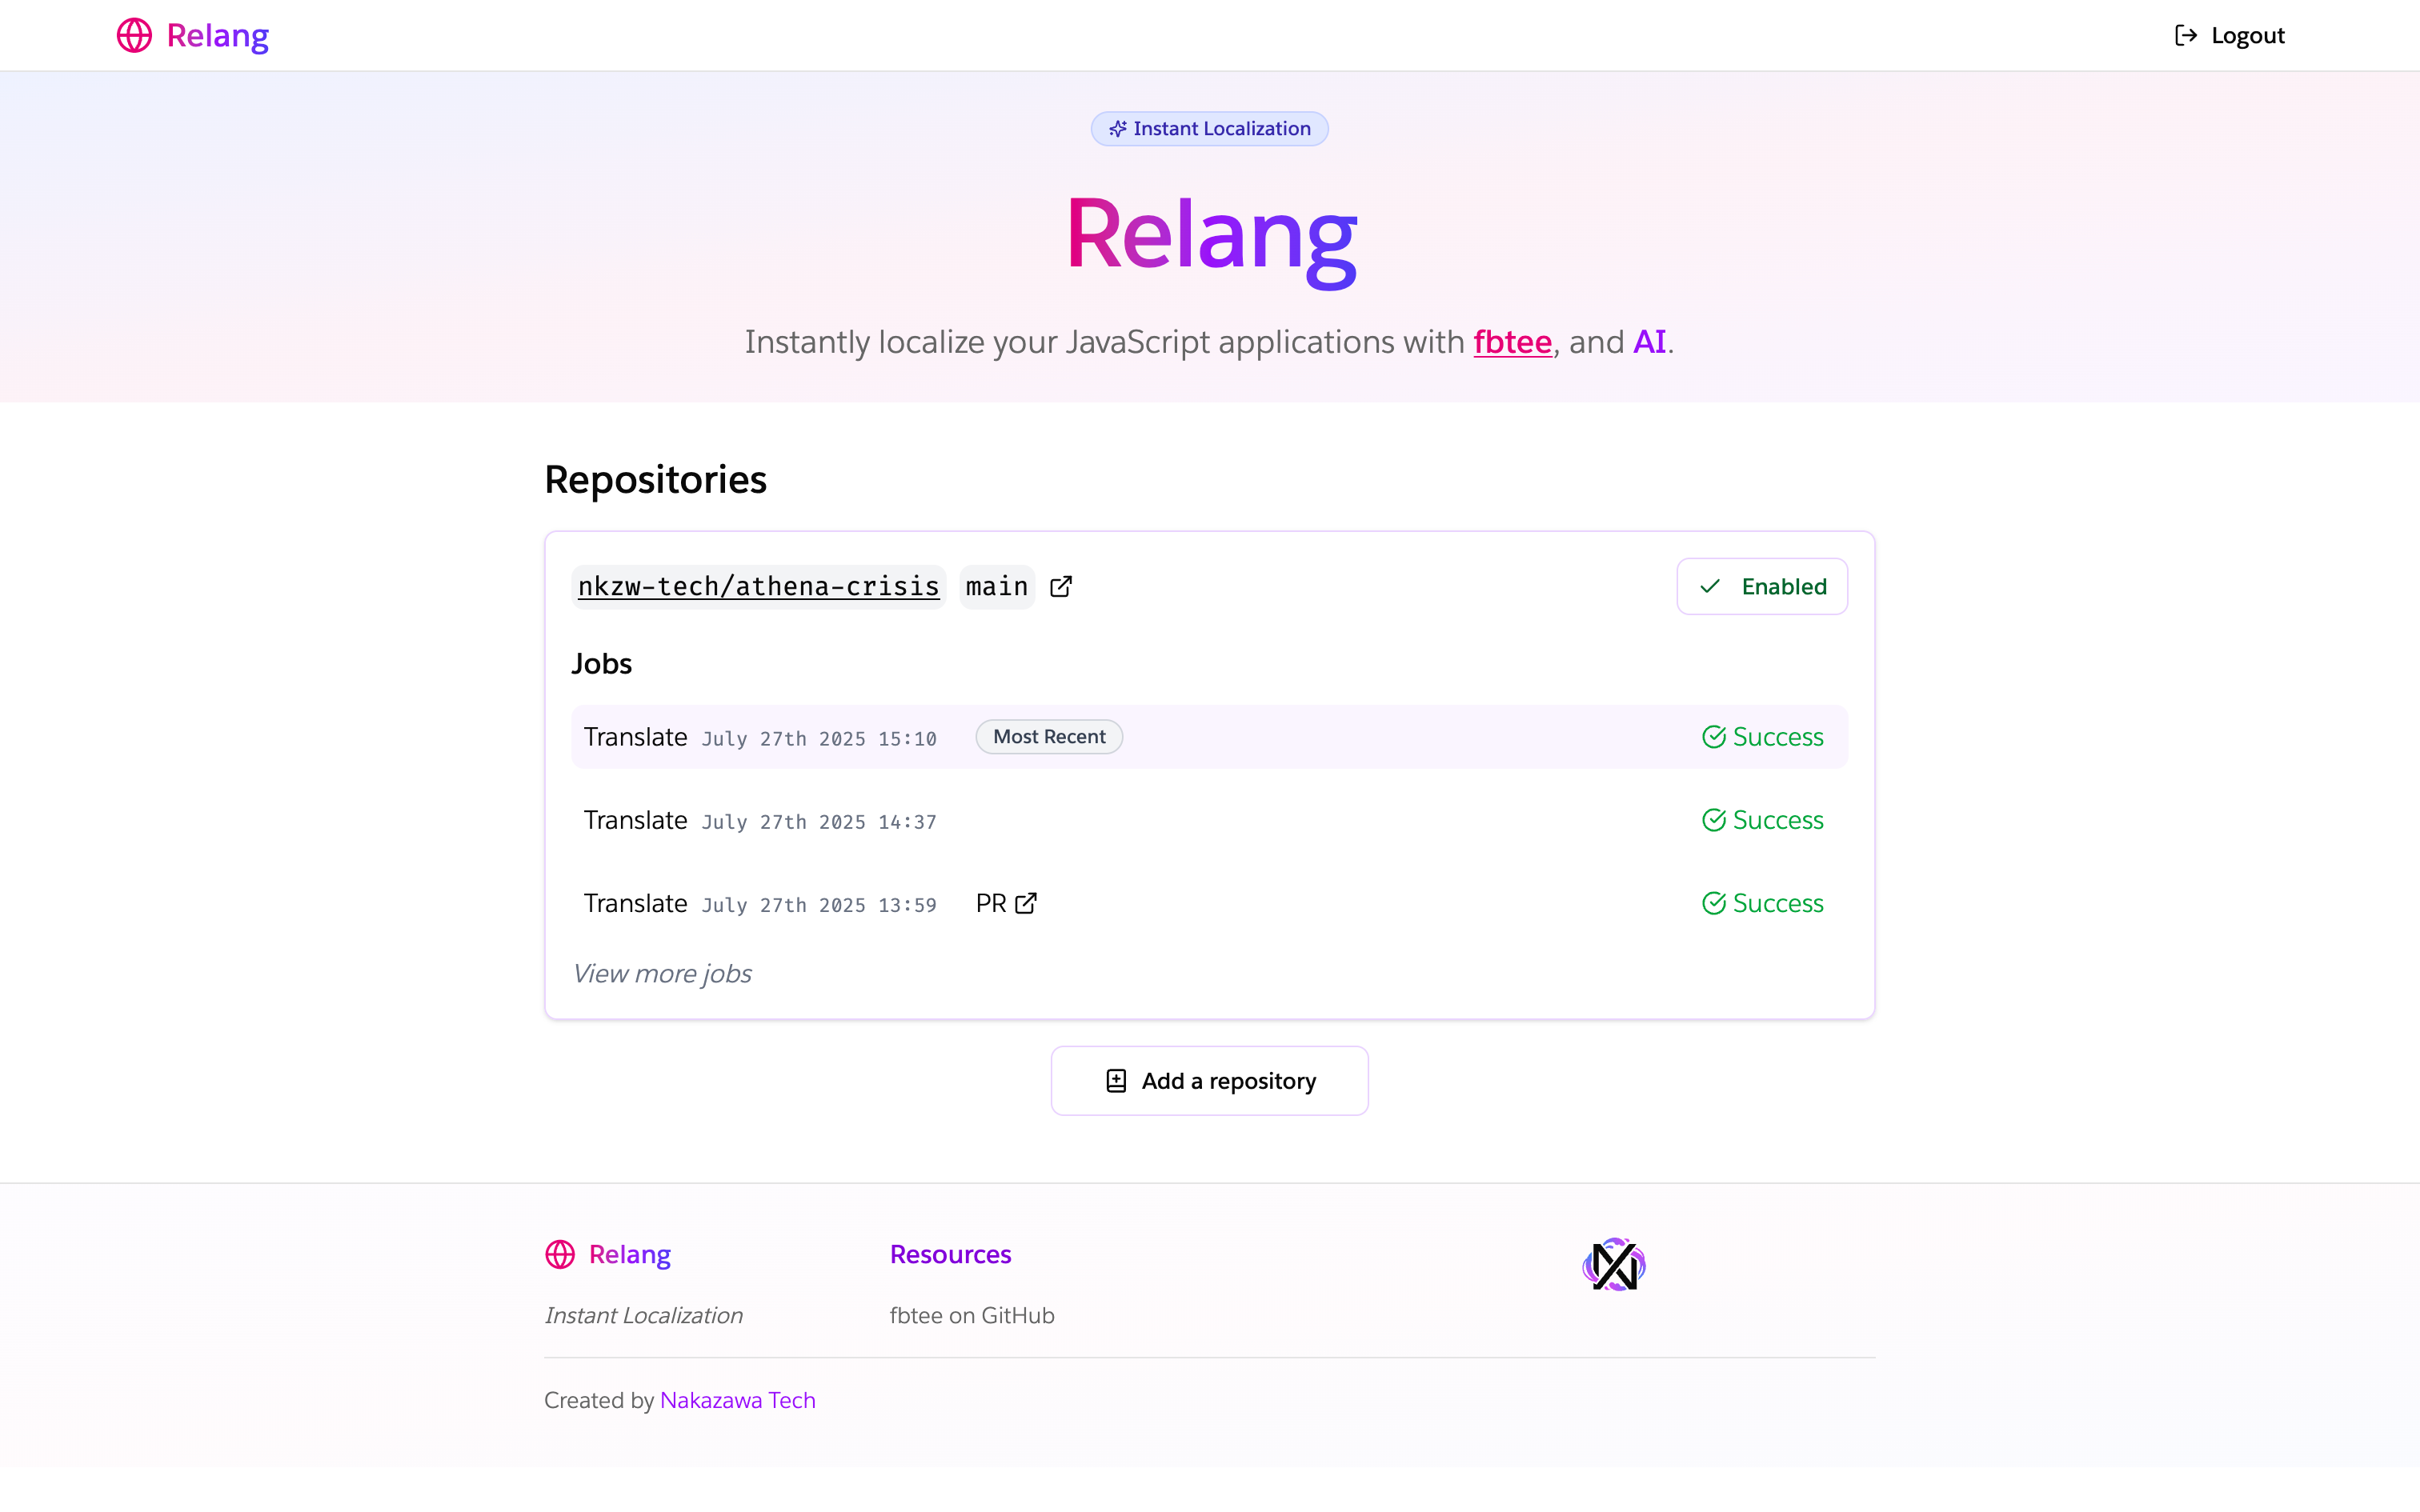 Relang
Logout
Instant Localization
Relang
Instantly localize your JavaScript applications with fbtee, and AI.
Repositories
nkzw-tech/athena-crisis main
Enabled
Jobs
Translate July 27th 2025 15:10 Most Recent Success
Translate July 27th 2025 14:37 Success
Translate July 27th 2025 13:59 PR Success
View more jobs
Add a repository
Relang
Resources
Instant Localization
fbtee on GitHub
Created by Nakazawa Tech